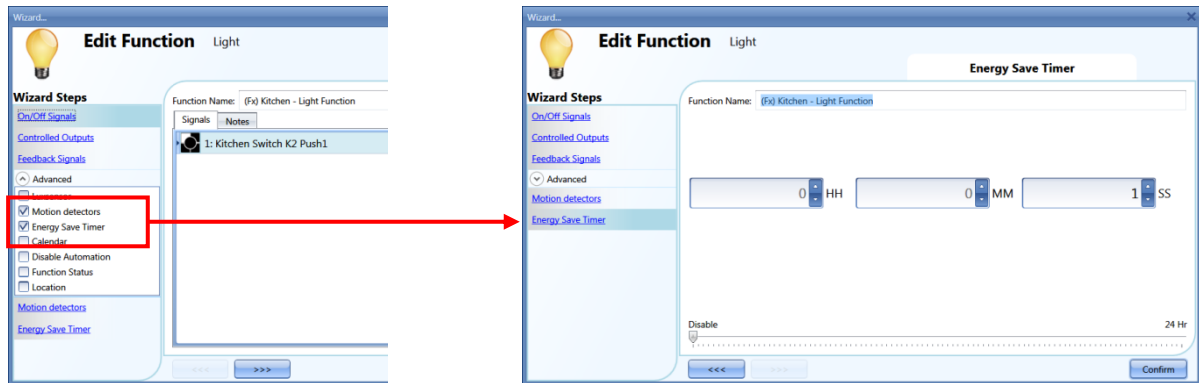 Wizard...
Edit Function Light
Wizard Steps
On/Off Signals
Controlled Outputs
Feedback Signals
Advanced
Luxsensor
Motion detectors
Energy Save Timer
Calendar
Disable Automation
Function Status
Location
Motion detectors
Energy Save Timer
Function Name: (Fx) Kitchen - Light Function
Signals Notes
1: Kitchen Switch K2 Push1
<<< >>>
Wizard...
Edit Function Light
Energy Save Timer
Wizard Steps
On/Off Signals
Controlled Outputs
Feedback Signals
Advanced
Motion detectors
Energy Save Timer
Function Name: (Fx) Kitchen - Light Function
0 HH 0 MM 1 SS
Disable 24 Hr
<<< >>> Confirm